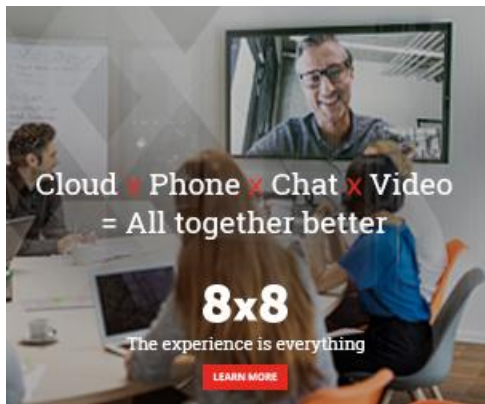 Cloud x Phone x Chat x Video
= All together better
8x8
The experience is everything
LEARN MORE